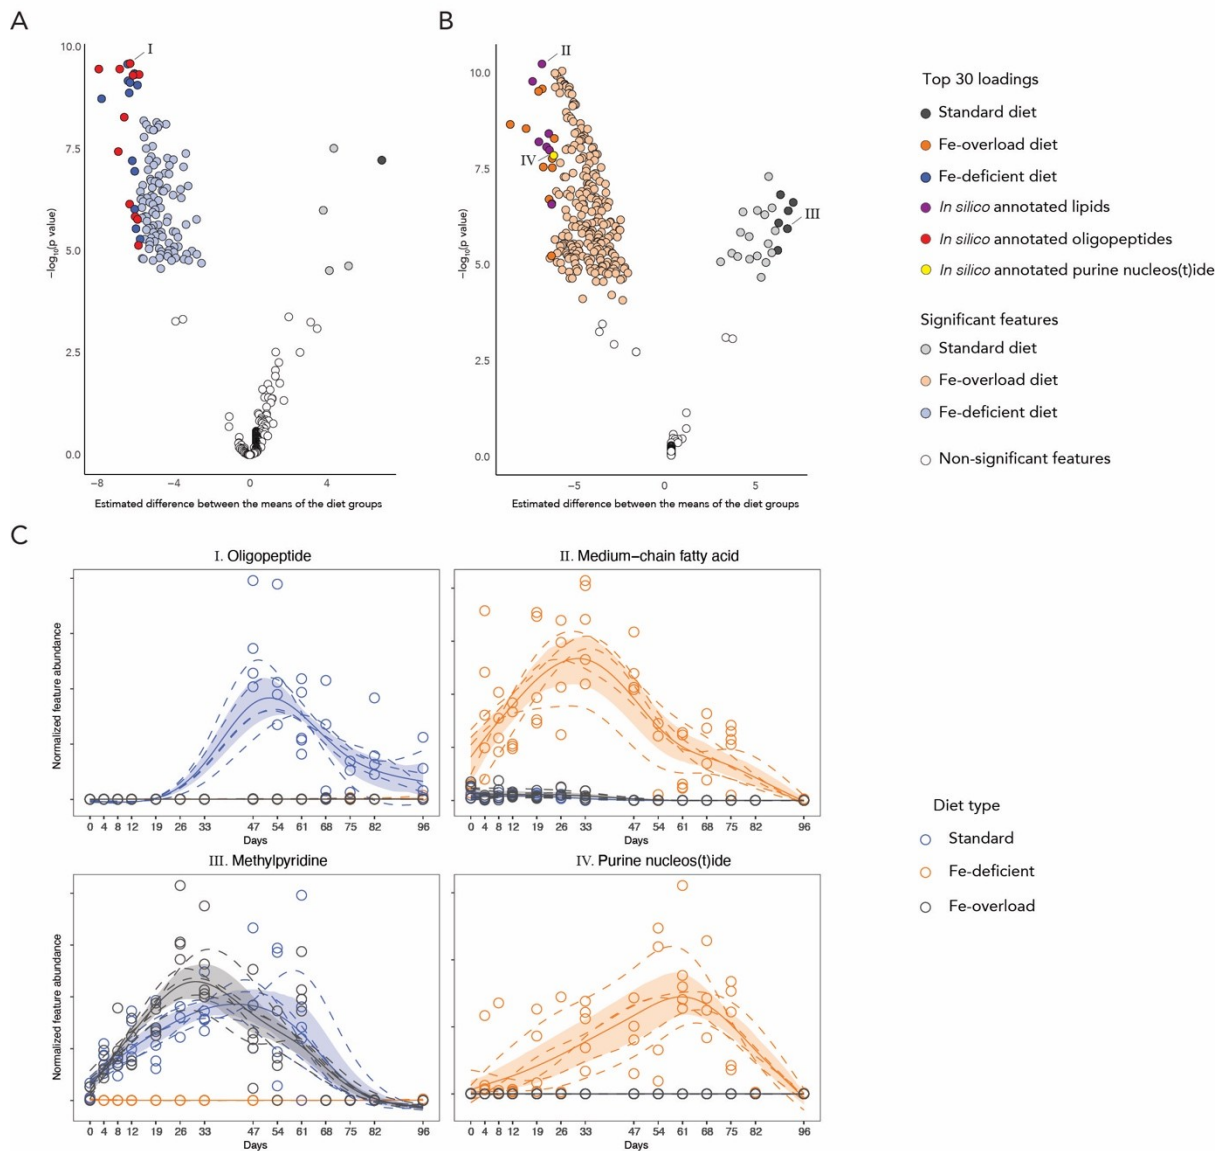 A
10.0
7.5
5.0
2.5
0.0
−log10(p value)
I
−8
−4
0
4
Estimated difference between the means of the diet groups
B
10.0
7.5
5.0
2.5
0.0
−log10(p value)
II
IV
III
−5
0
5
Estimated difference between the means of the diet groups
Top 30 loadings
Standard diet
Fe-overload diet
Fe-deficient diet
In silico annotated lipids
In silico annotated oligopeptides
In silico annotated purine nucleos(t)ide
Significant features
Standard diet
Fe-overload diet
Fe-deficient diet
Non-significant features
C
I. Oligopeptide
Normalized feature abundance
0 4 8 12 19 26 33 47 54 61 68 75 82 96
Days
II. Medium−chain fatty acid
0 4 8 12 19 26 33 47 54 61 68 75 82 96
Days
III. Methylpyridine
Normalized feature abundance
0 4 8 12 19 26 33 47 54 61 68 75 82 96
Days
IV. Purine nucleos(t)ide
0 4 8 12 19 26 33 47 54 61 68 75 82 96
Days
Diet type
Standard
Fe-deficient
Fe-overload